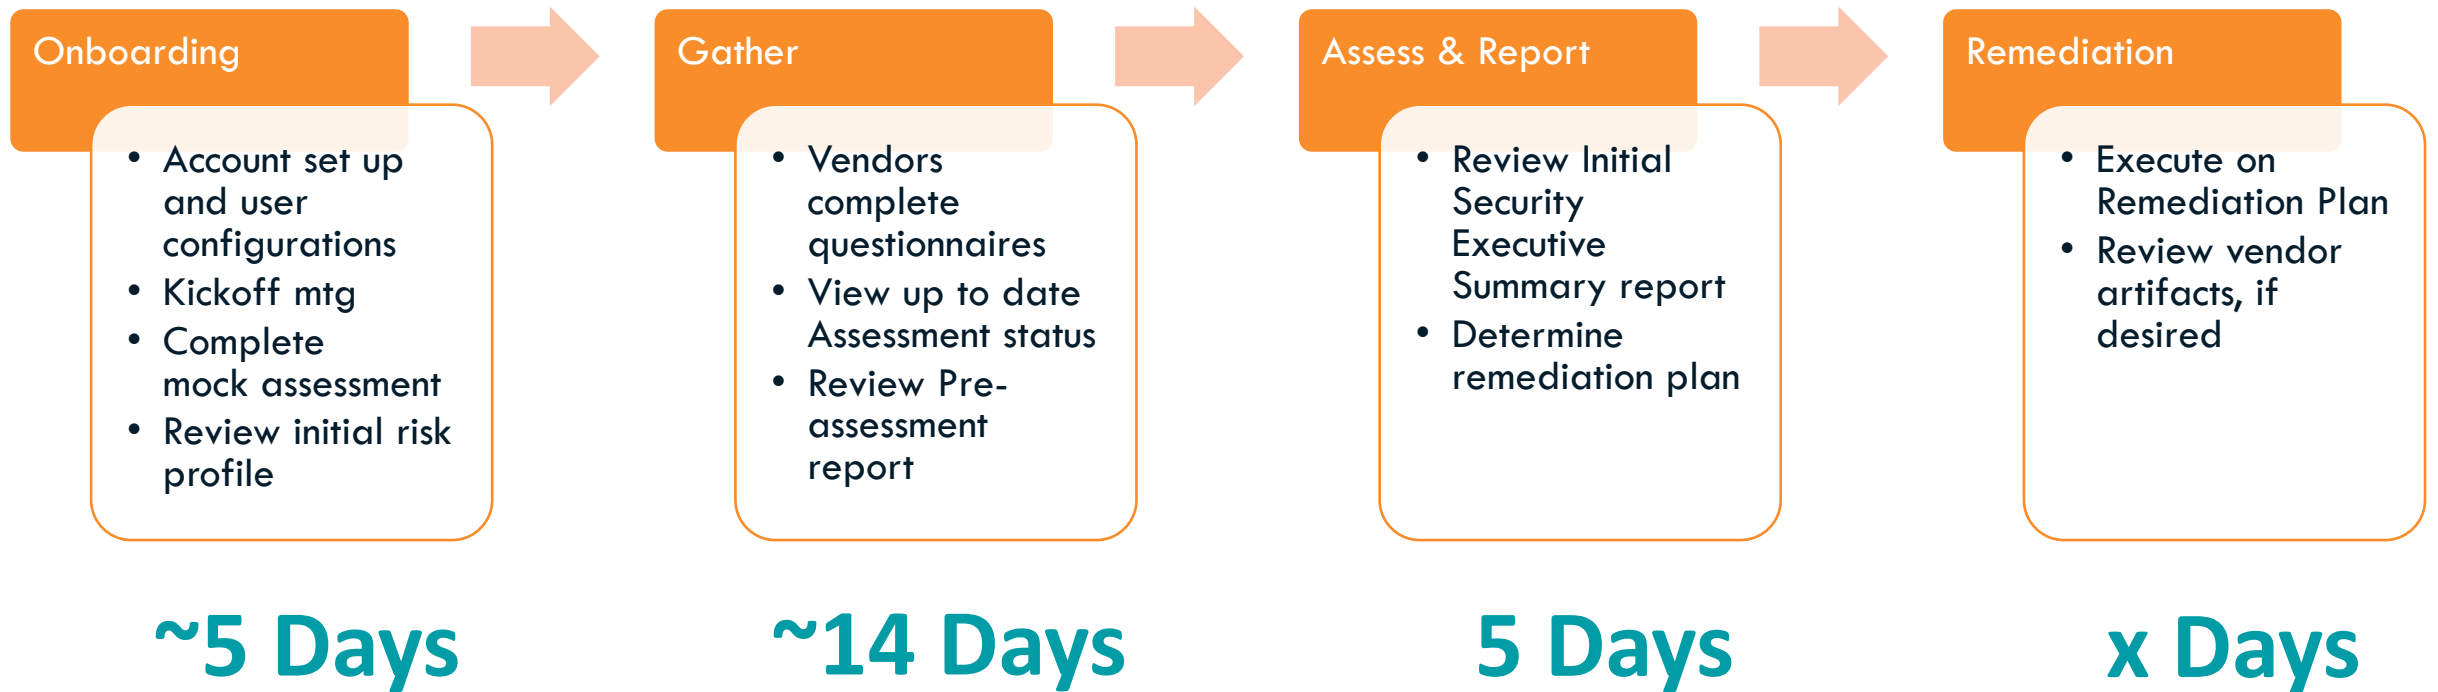 Onboarding
• Account set up
and user
configurations
• Kickoff mtg
• Complete
mock assessment
• Review initial risk
profile
~5 Days
Gather
• Vendors
complete
questionnaires
• View up to date
Assessment status
• Review Pre-
assessment
report
~14 Days
Assess & Report
• Review Initial
Security
Executive
Summary report
• Determine
remediation plan
5 Days
Remediation
• Execute on
Remediation Plan
• Review vendor
artifacts, if
desired
x Days